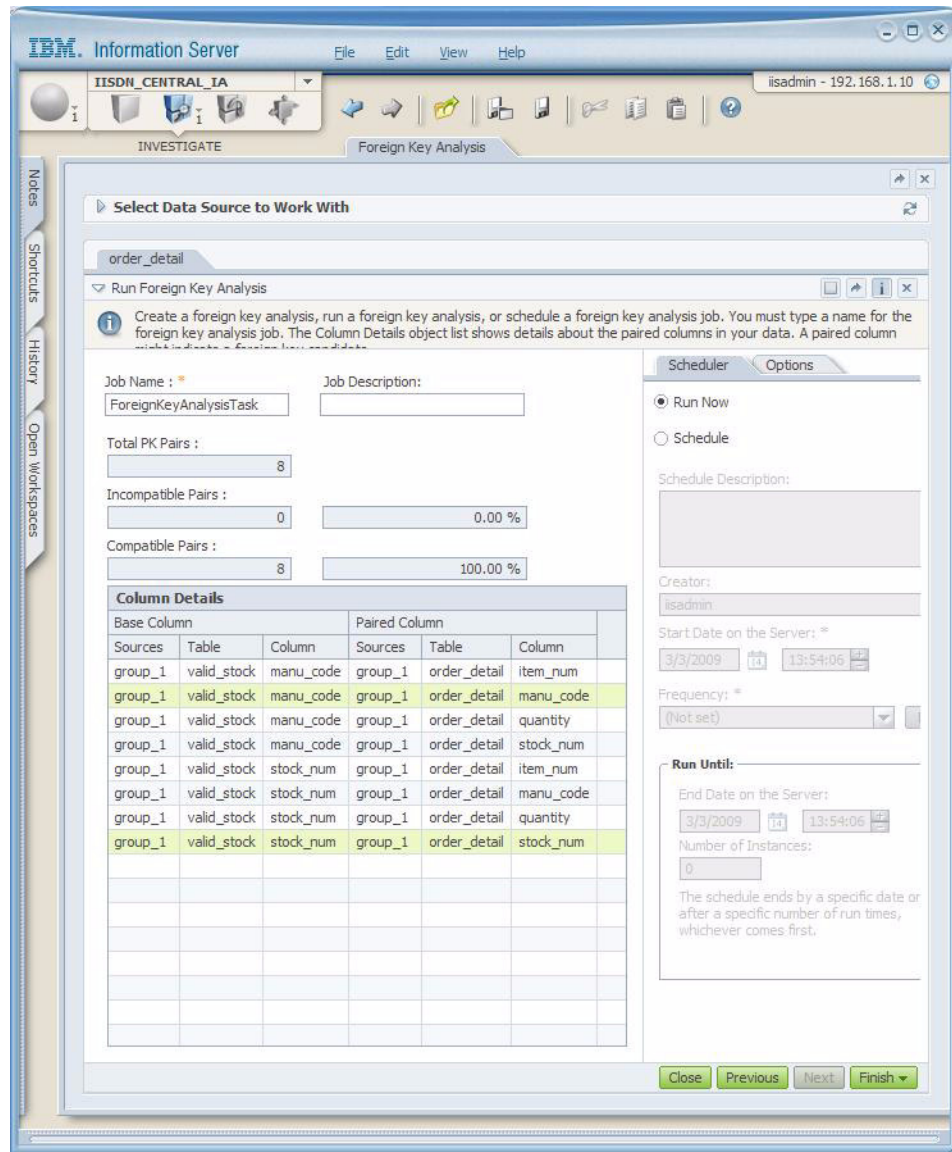 IBM. Information Server
File Edit View Help
IISDN_CENTRAL_IA
iisadmin - 192.168.1.10
INVESTIGATE
Foreign Key Analysis
Notes
Shortcuts
History
Open Workspaces
Select Data Source to Work With
order_detail
Run Foreign Key Analysis
Create a foreign key analysis, run a foreign key analysis, or schedule a foreign key analysis job. You must type a name for the
foreign key analysis job. The Column Details object list shows details about the paired columns in your data. A paired column
might indicate a foreign key candidate.
Job Name : *
Job Description:
ForeignKeyAnalysisTask
Total PK Pairs :
8
Incompatible Pairs :
0 0.00 %
Compatible Pairs :
8 100.00 %
Column Details
Base Column Paired Column
Sources Table Column Sources Table Column
group_1 valid_stock manu_code group_1 order_detail item_num
group_1 valid_stock manu_code group_1 order_detail manu_code
group_1 valid_stock manu_code group_1 order_detail quantity
group_1 valid_stock manu_code group_1 order_detail stock_num
group_1 valid_stock stock_num group_1 order_detail item_num
group_1 valid_stock stock_num group_1 order_detail manu_code
group_1 valid_stock stock_num group_1 order_detail quantity
group_1 valid_stock stock_num group_1 order_detail stock_num
Scheduler Options
Run Now
Schedule
Schedule Description:
Creator:
iisadmin
Start Date on the Server: *
3/3/2009 14 13:54:06
Frequency: *
(Not set)
Run Until:
End Date on the Server:
3/3/2009 14 13:54:06
Number of Instances:
0
The schedule ends by a specific date or
after a specific number of run times,
whichever comes first.
Close Previous Next Finish